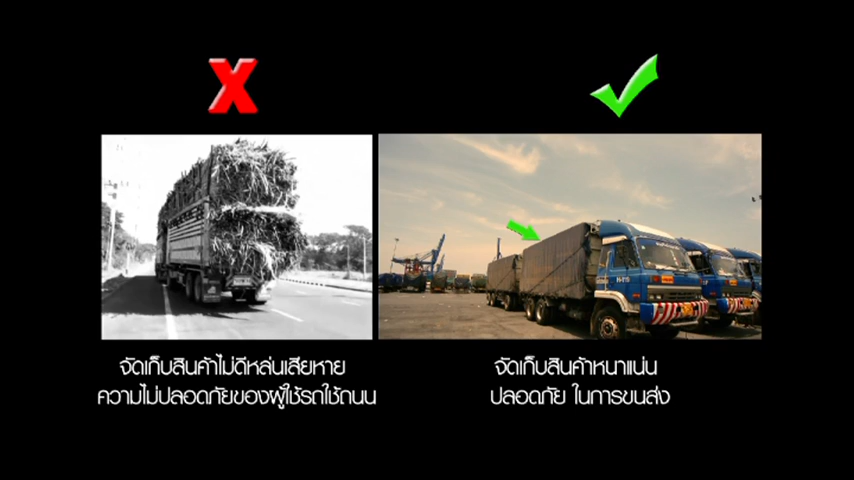 X
จัดเก็บสินค้าไม่ดีหล่นเสียหาย
ความไม่ปลอดภัยของผู้ใช้รถใช้ถนน
จัดเก็บสินค้าหนาแน่น
ปลอดภัย ในการขนส่ง